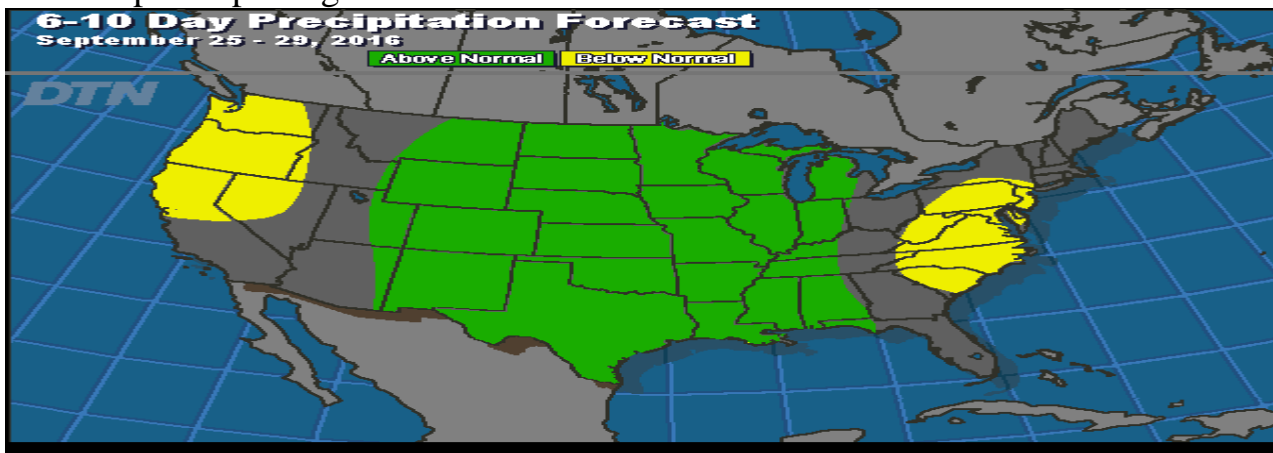 6-10 Day Precipitation Forecast
September 25 - 29, 2016
Above Normal Below Normal
DTN